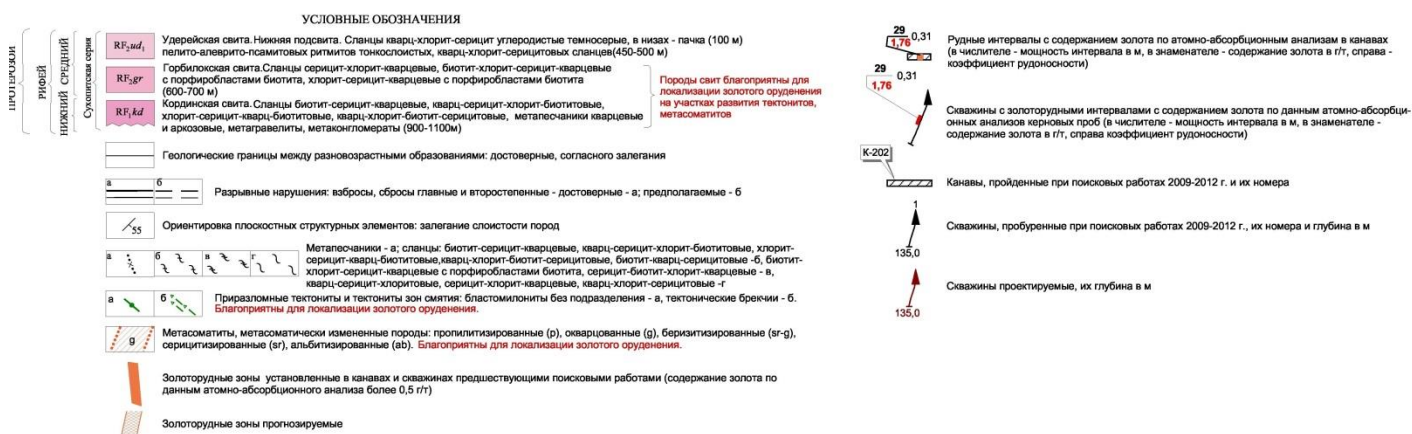 УСЛОВНЫЕ ОБОЗНАЧЕНИЯ
ПРОТЕРОЗОЙ
РИФЕЙ
НИЖНИЙ СРЕДНИЙ
Сухопитская серия
RF₂ud₁
Удерейская свита. Нижняя подсвита. Сланцы кварц-хлорит-серицит углеродистые темносерые, в низах - пачка (100 м)
пелито-алеврито-псамитовых ритмитов тонкослоистых, кварц-хлорит-серицитовых сланцев(450-500 м)
RF₂gr
Горбилокская свита.Сланцы серицит-хлорит-кварцевые, биотит-хлорит-серицит-кварцевые
с порфиробластами биотита, хлорит-серицит-кварцевые с порфиробластами биотита
(600-700 м)
RF₁kd
Кординская свита. Сланцы биотит-серицит-кварцевые, кварц-серицит-хлорит-биотитовые,
хлорит-серицит-кварц-биотитовые, кварц-хлорит-биотит-серицитовые, метапесчаники кварцевые
и аркозовые, метагравелиты, метаконгломераты (900-1100м)
Породы свит благоприятны для
локализации золотого оруденения
на участках развития тектонитов,
метасоматитов
Геологические границы между разновозрастными образованиями: достоверные, согласного залегания
а б
Разрывные нарушения: взбросы, сбросы главные и второстепенные - достоверные - а; предполагаемые - б
55
Ориентировка плоскостных структурных элементов: залегание слоистости пород
а б в г
Метапесчаники - а; сланцы: биотит-серицит-кварцевые, кварц-серицит-хлорит-биотитовые, хлорит-
серицит-кварц-биотитовые,кварц-хлорит-биотит-серицитовые, биотит-кварц-серицитовые -б, биотит-
хлорит-серицит-кварцевые с порфиробластами биотита, серицит-биотит-хлорит-кварцевые - в,
кварц-серицит-хлоритовые, серицит-хлорит-кварцевые, кварц-хлорит-серицитовые -г
а б
Приразломные тектониты и тектониты зон смятия: бластомилониты без подразделения - а, тектонические брекчии - б.
Благоприятны для локализации золотого оруденения.
g
Метасоматиты, метасоматически измененные породы: пропилитизированные (p), окварцованные (g), беризитизированные (sr-g),
серицитизированные (sr), альбитизированные (ab). Благоприятны для локализации золотого оруденения.
Золоторудные зоны установленные в канавах и скважинах предшествующими поисковыми работами (содержание золота по
данным атомно-абсорбционного анализа более 0,5 г/т)
Золоторудные зоны прогнозируемые
29
1,76
0,31
Рудные интервалы с содержанием золота по атомно-абсорбционным анализам в канавах
(в числителе - мощность интервала в м, в знаменателе - содержание золота в г/т, справа -
коэффициент рудоносности)
29
1,76
0,31
Скважины с золоторудными интервалами с содержанием золота по данным атомно-абсорбци-
онных анализов керновых проб (в числителе - мощность интервала в м, в знаменателе -
содержание золота в г/т, справа коэффициент рудоносности)
К-202
Канавы, пройденные при поисковых работах 2009-2012 г. и их номера
1
135,0
Скважины, пробуренные при поисковых работах 2009-2012 г., их номера и глубина в м
135,0
Скважины проектируемые, их глубина в м